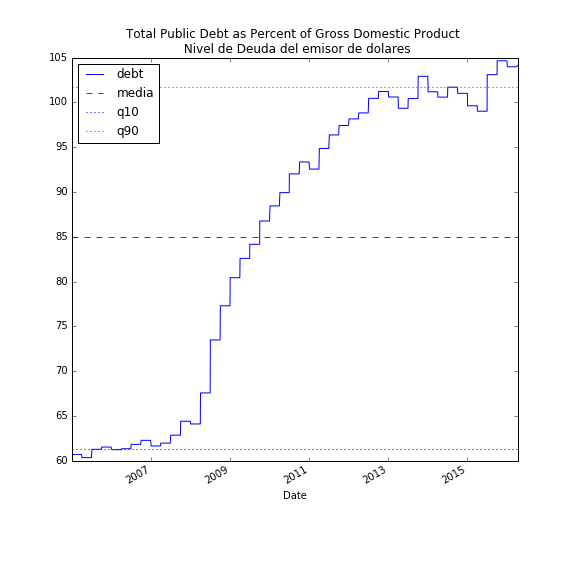 Total Public Debt as Percent of Gross Domestic Product
Nivel de Deuda del emisor de dolares
debt
media
q10
q90
105
100
95
90
85
80
75
70
65
60
2007
2009
2011
2013
2015
Date